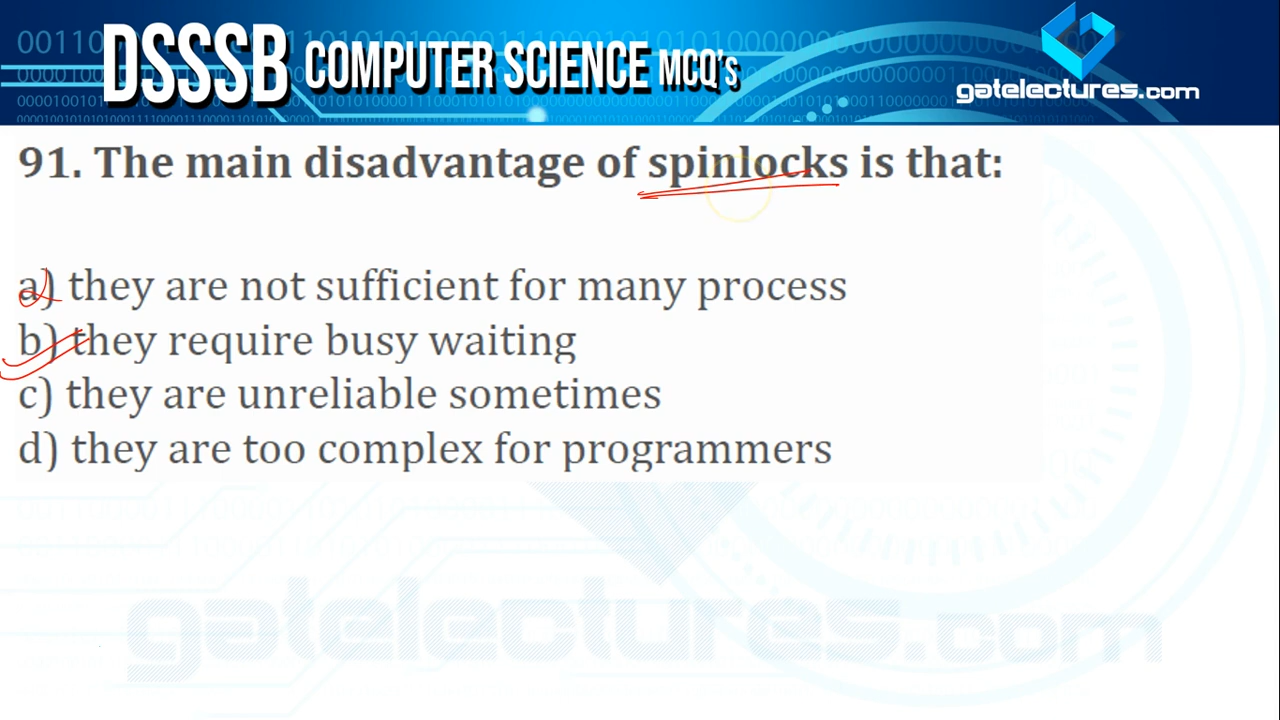 DSSSB COMPUTER SCIENCE MCQ'S
gatelectures.com
91. The main disadvantage of spinlocks is that:
a) they are not sufficient for many process
b) they require busy waiting
c) they are unreliable sometimes
d) they are too complex for programmers
gatelectures.com